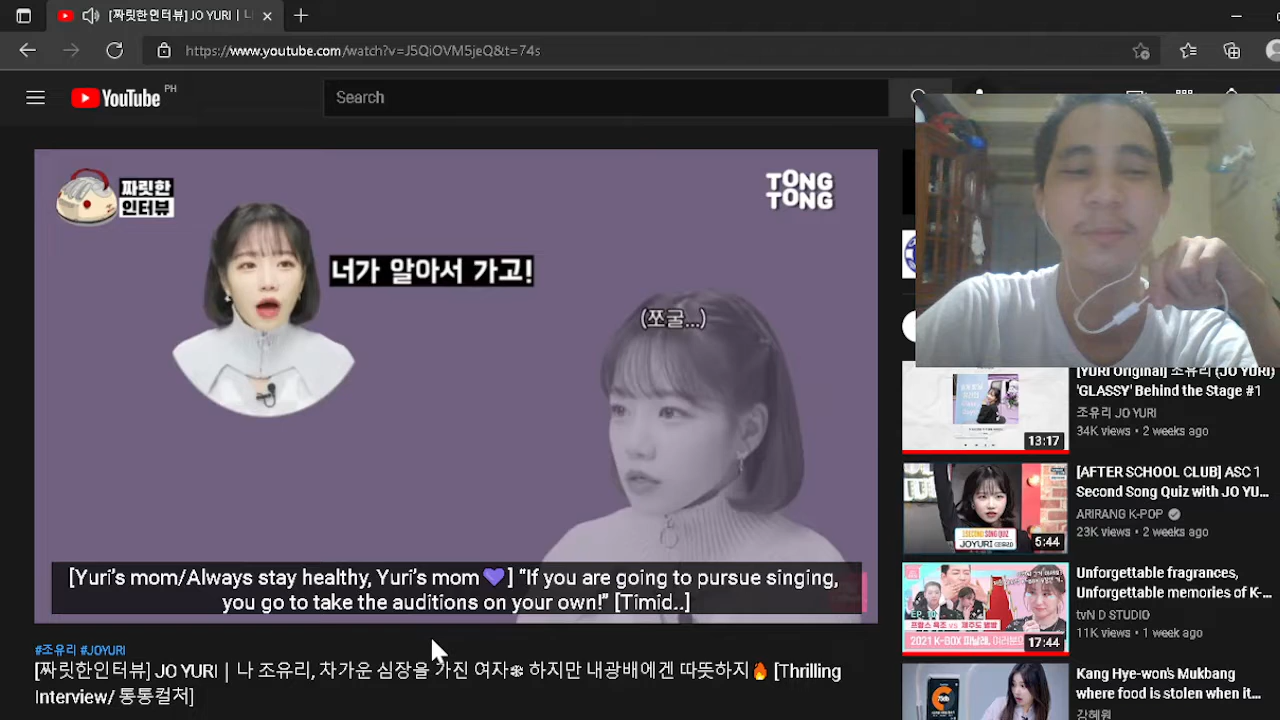 [짜릿한인터뷰] JO YURI | 나
https://www.youtube.com/watch?v=J5QiOVM5jeQ&t=74s
YouTube PH
Search
짜릿한
인터뷰
TONG
TONG
너가 알아서 가고!
(쪼굴...)
[Yuri's mom/Always be healthy, Yuri's mom💜] "If you are going to pursue singing,
you go to take the auditions on your own!" [Timid..]
#조유리 #JOYURI
[짜릿한인터뷰] JO YURI | 나 조유리, 차가운 심장을 가진 여자❄ 하지만 내광배에겐 따뜻하지🔥 [Thrilling
Interview/ 통통컬저]
[YURI Original] 조유리 (JO YURI)
'GLASSY' Behind the Stage #1
조유리 JO YURI
34K views • 2 weeks ago
13:17
[AFTER SCHOOL CLUB] ASC 1
Second Song Quiz with JO YU...
ARIRANG K-POP
23K views • 2 weeks ago
SECOND SONG QUIZ
JOYURI
5:44
Unforgettable fragrances,
Unforgettable memories of K-...
tvN D STUDIO
11K views • 1 week ago
EP. 10
17:44
Kang Hye-won's Mukbang
where food is stolen when it...
강혜원